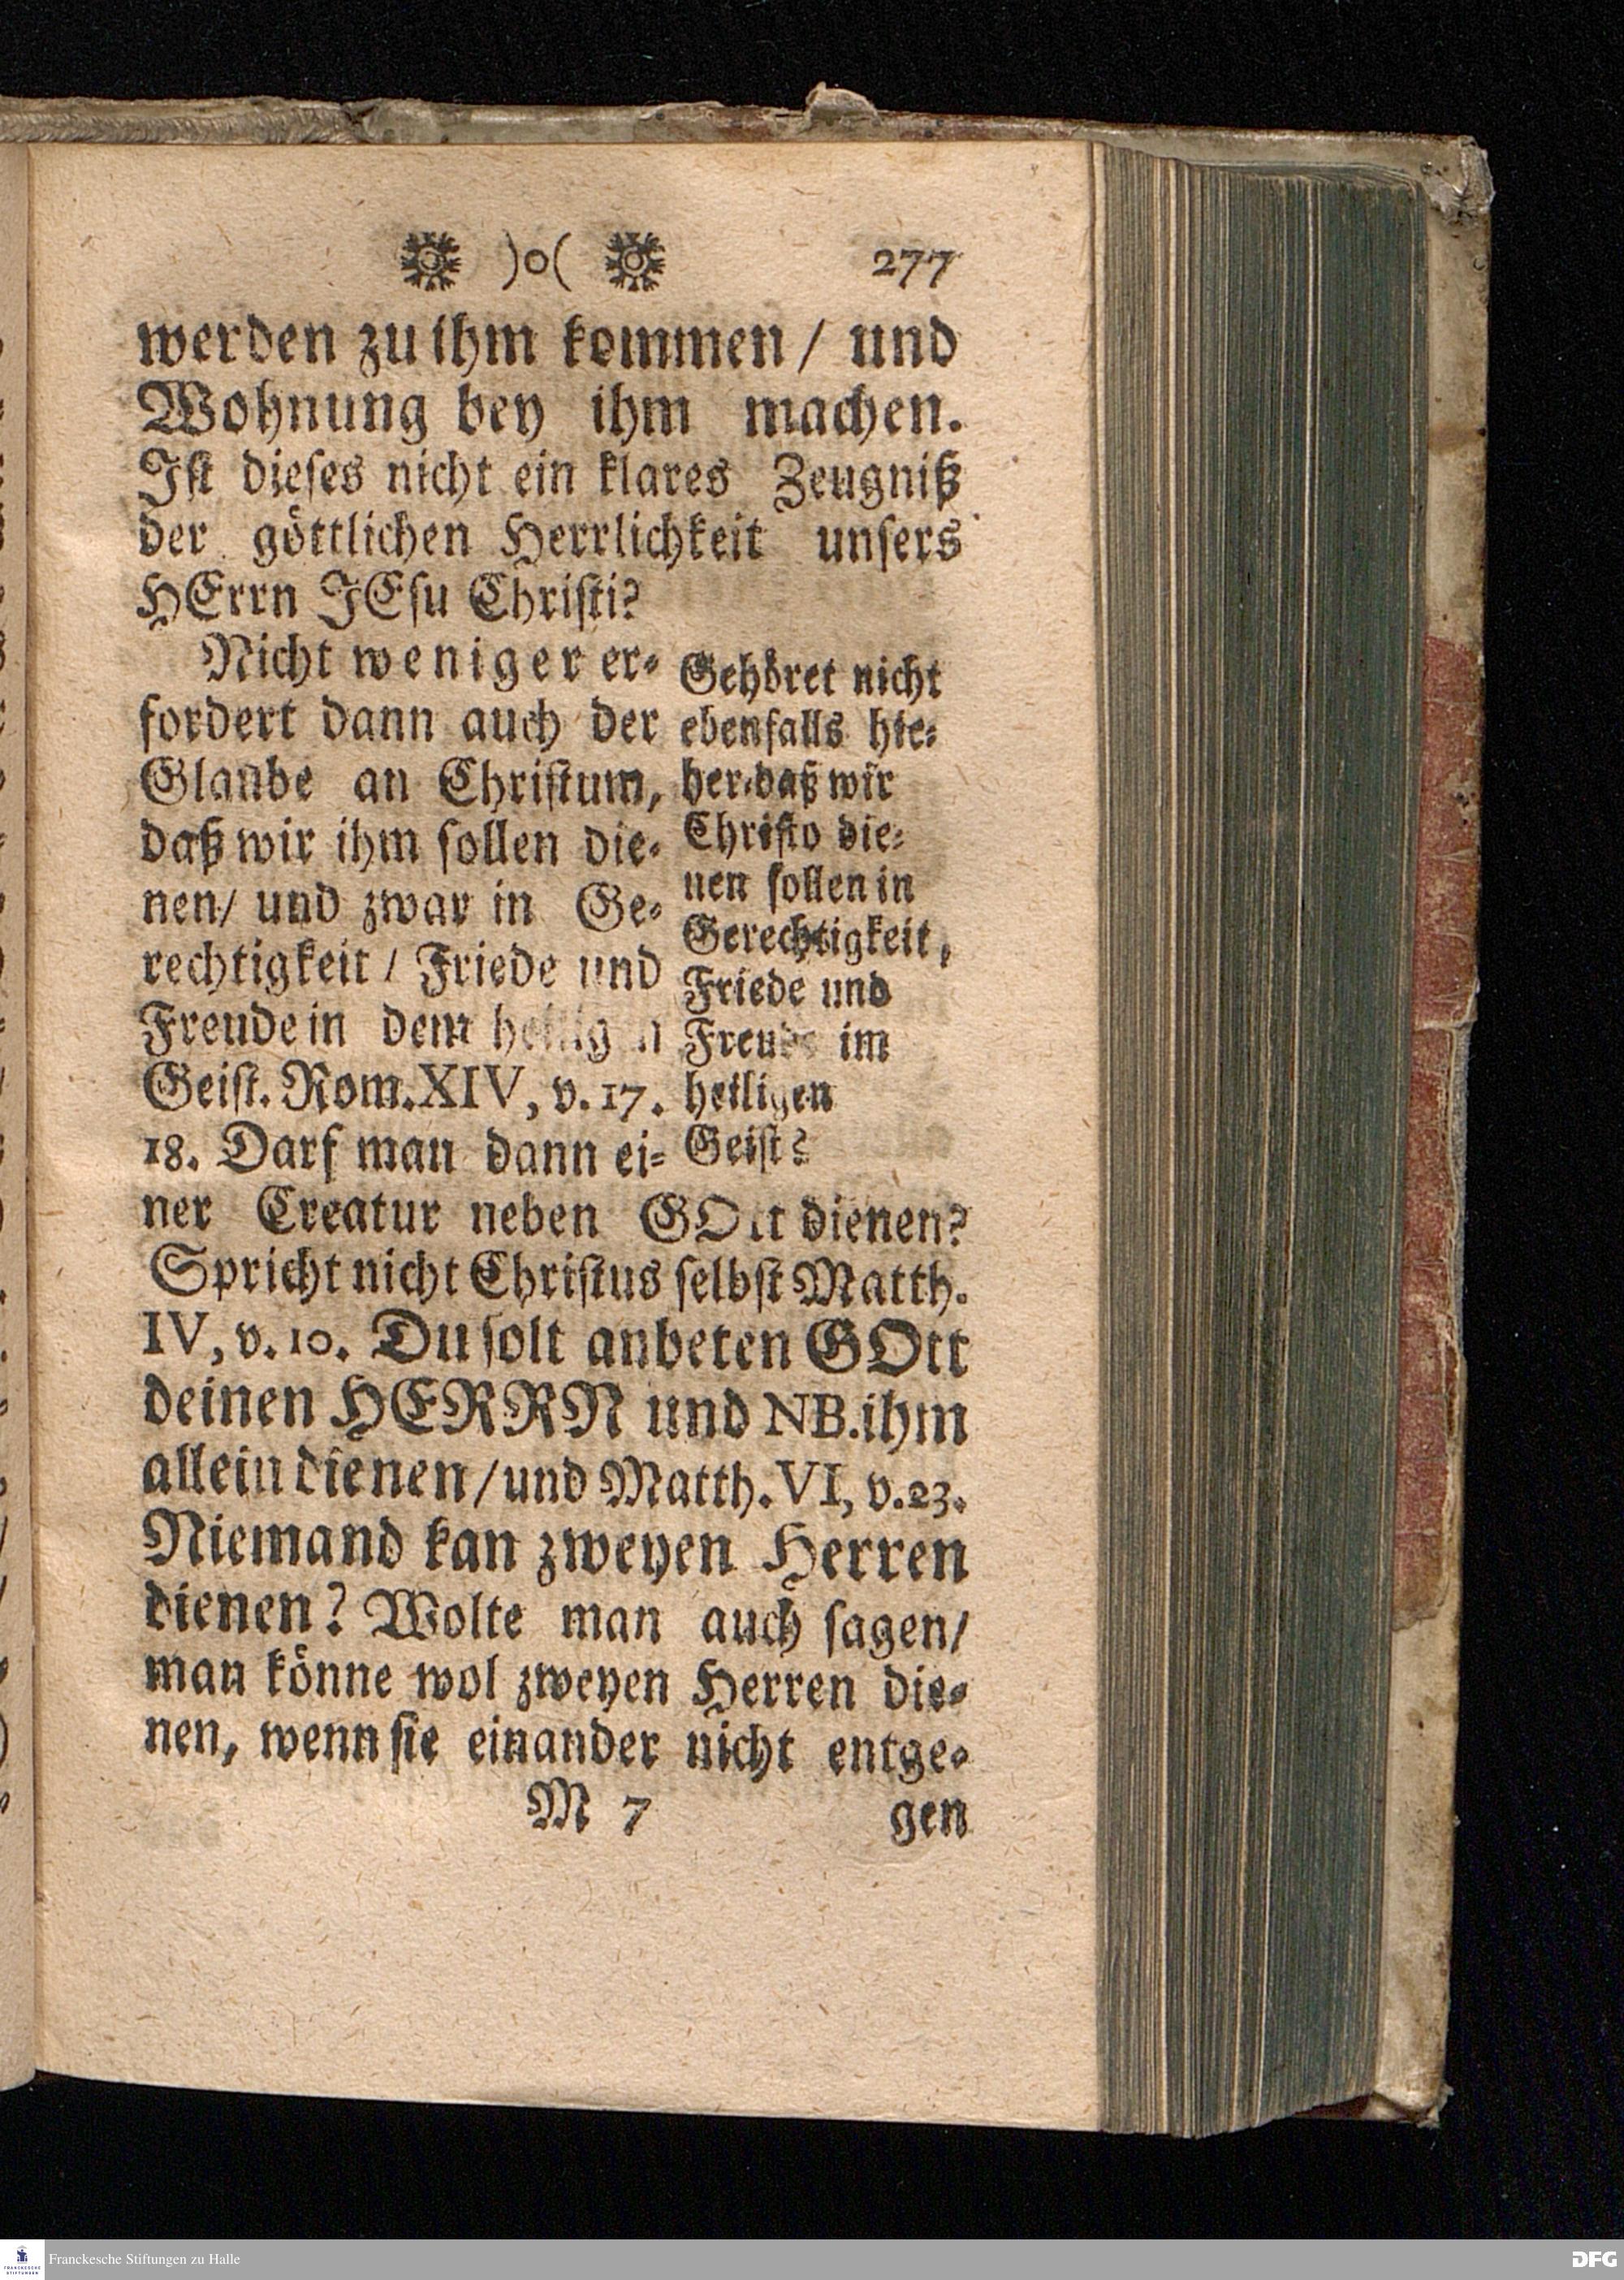 )o( 277
werden zu ihm kommen / und
Wohnung bey ihm machen.
Ist dieses nicht ein klares Zeugniß
der göttlichen Herrlichkeit unsers
HErrn JEsu Christi?
Nicht weniger er-
fordert dann auch der
Glaube an Christum,
daß wir ihm sollen die-
nen/ und zwar in Ge-
rechtigkeit / Friede und
Freude in dem heiligen
Geist. Rom. XIV, v. 17.
18. Darf man dann ei-
Gehöret nicht
ebenfalls hie-
her, daß wir
Christo die-
nen sollen in
Gerechtigkeit,
Friede und
Freude im
heiligen
Geist?
ner Creatur neben GOtt dienen?
Spricht nicht Christus selbst Matth.
IV, v. 10. Du solt anbeten GOtt
deinen HERRN und NB. ihm
allein dienen / und Matth. VI, v. 23.
Niemand kan zweyen Herren
dienen? Wolte man auch sagen/
man könne wol zweyen Herren die-
nen, wenn sie einander nicht entge-
M 7 gen
Franckesche Stiftungen zu Halle
DFG